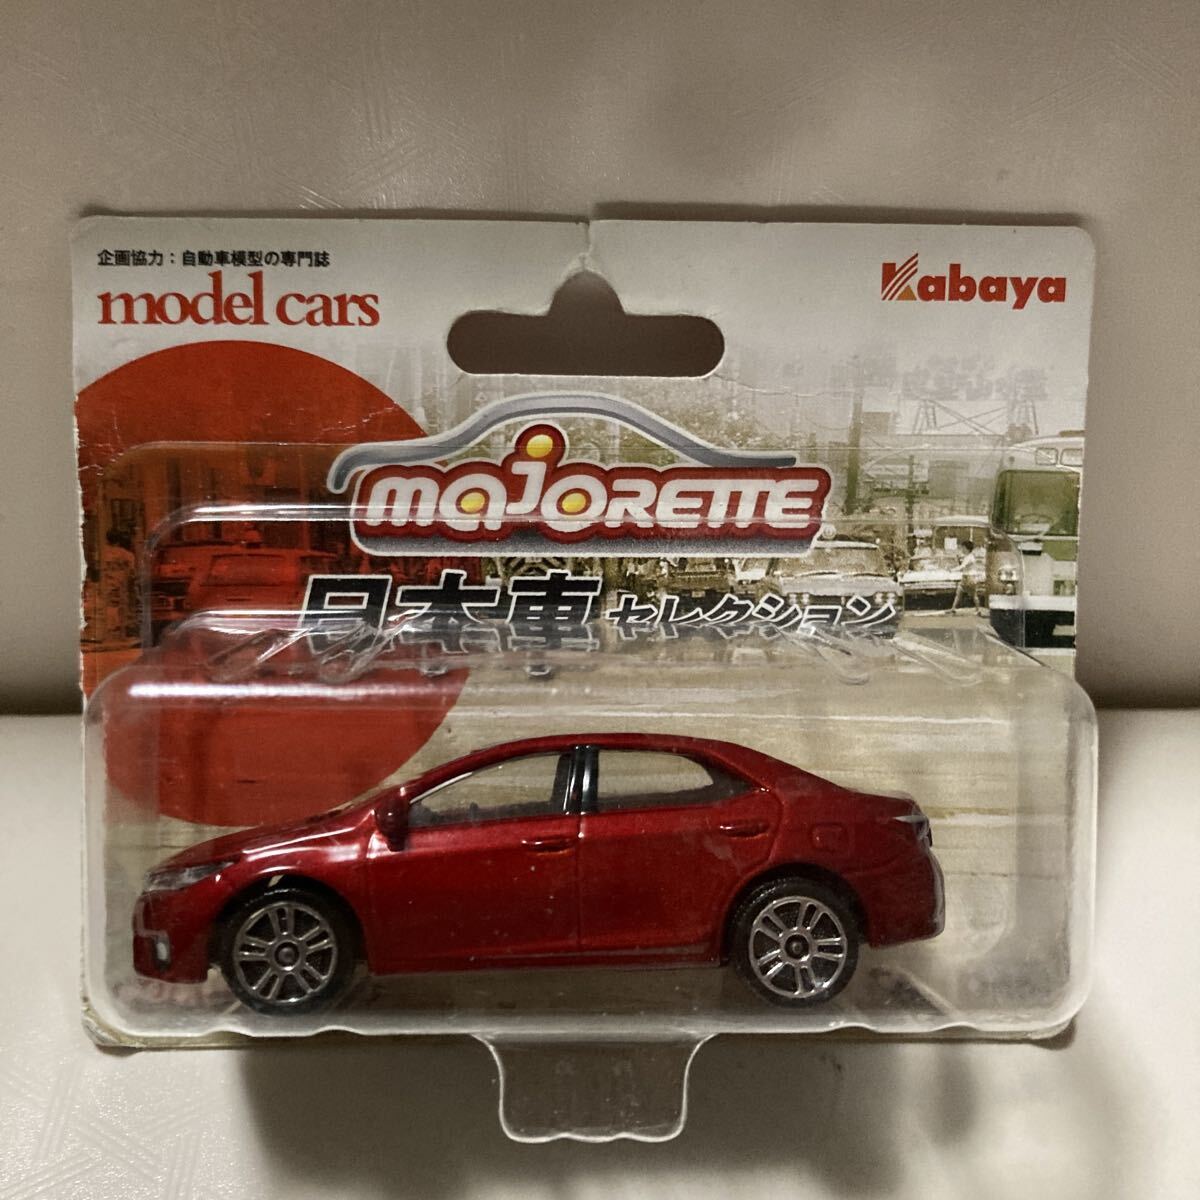 企画協力：自動車模型の専門誌
model cars
Kabaya
majorette
日本車セレクション